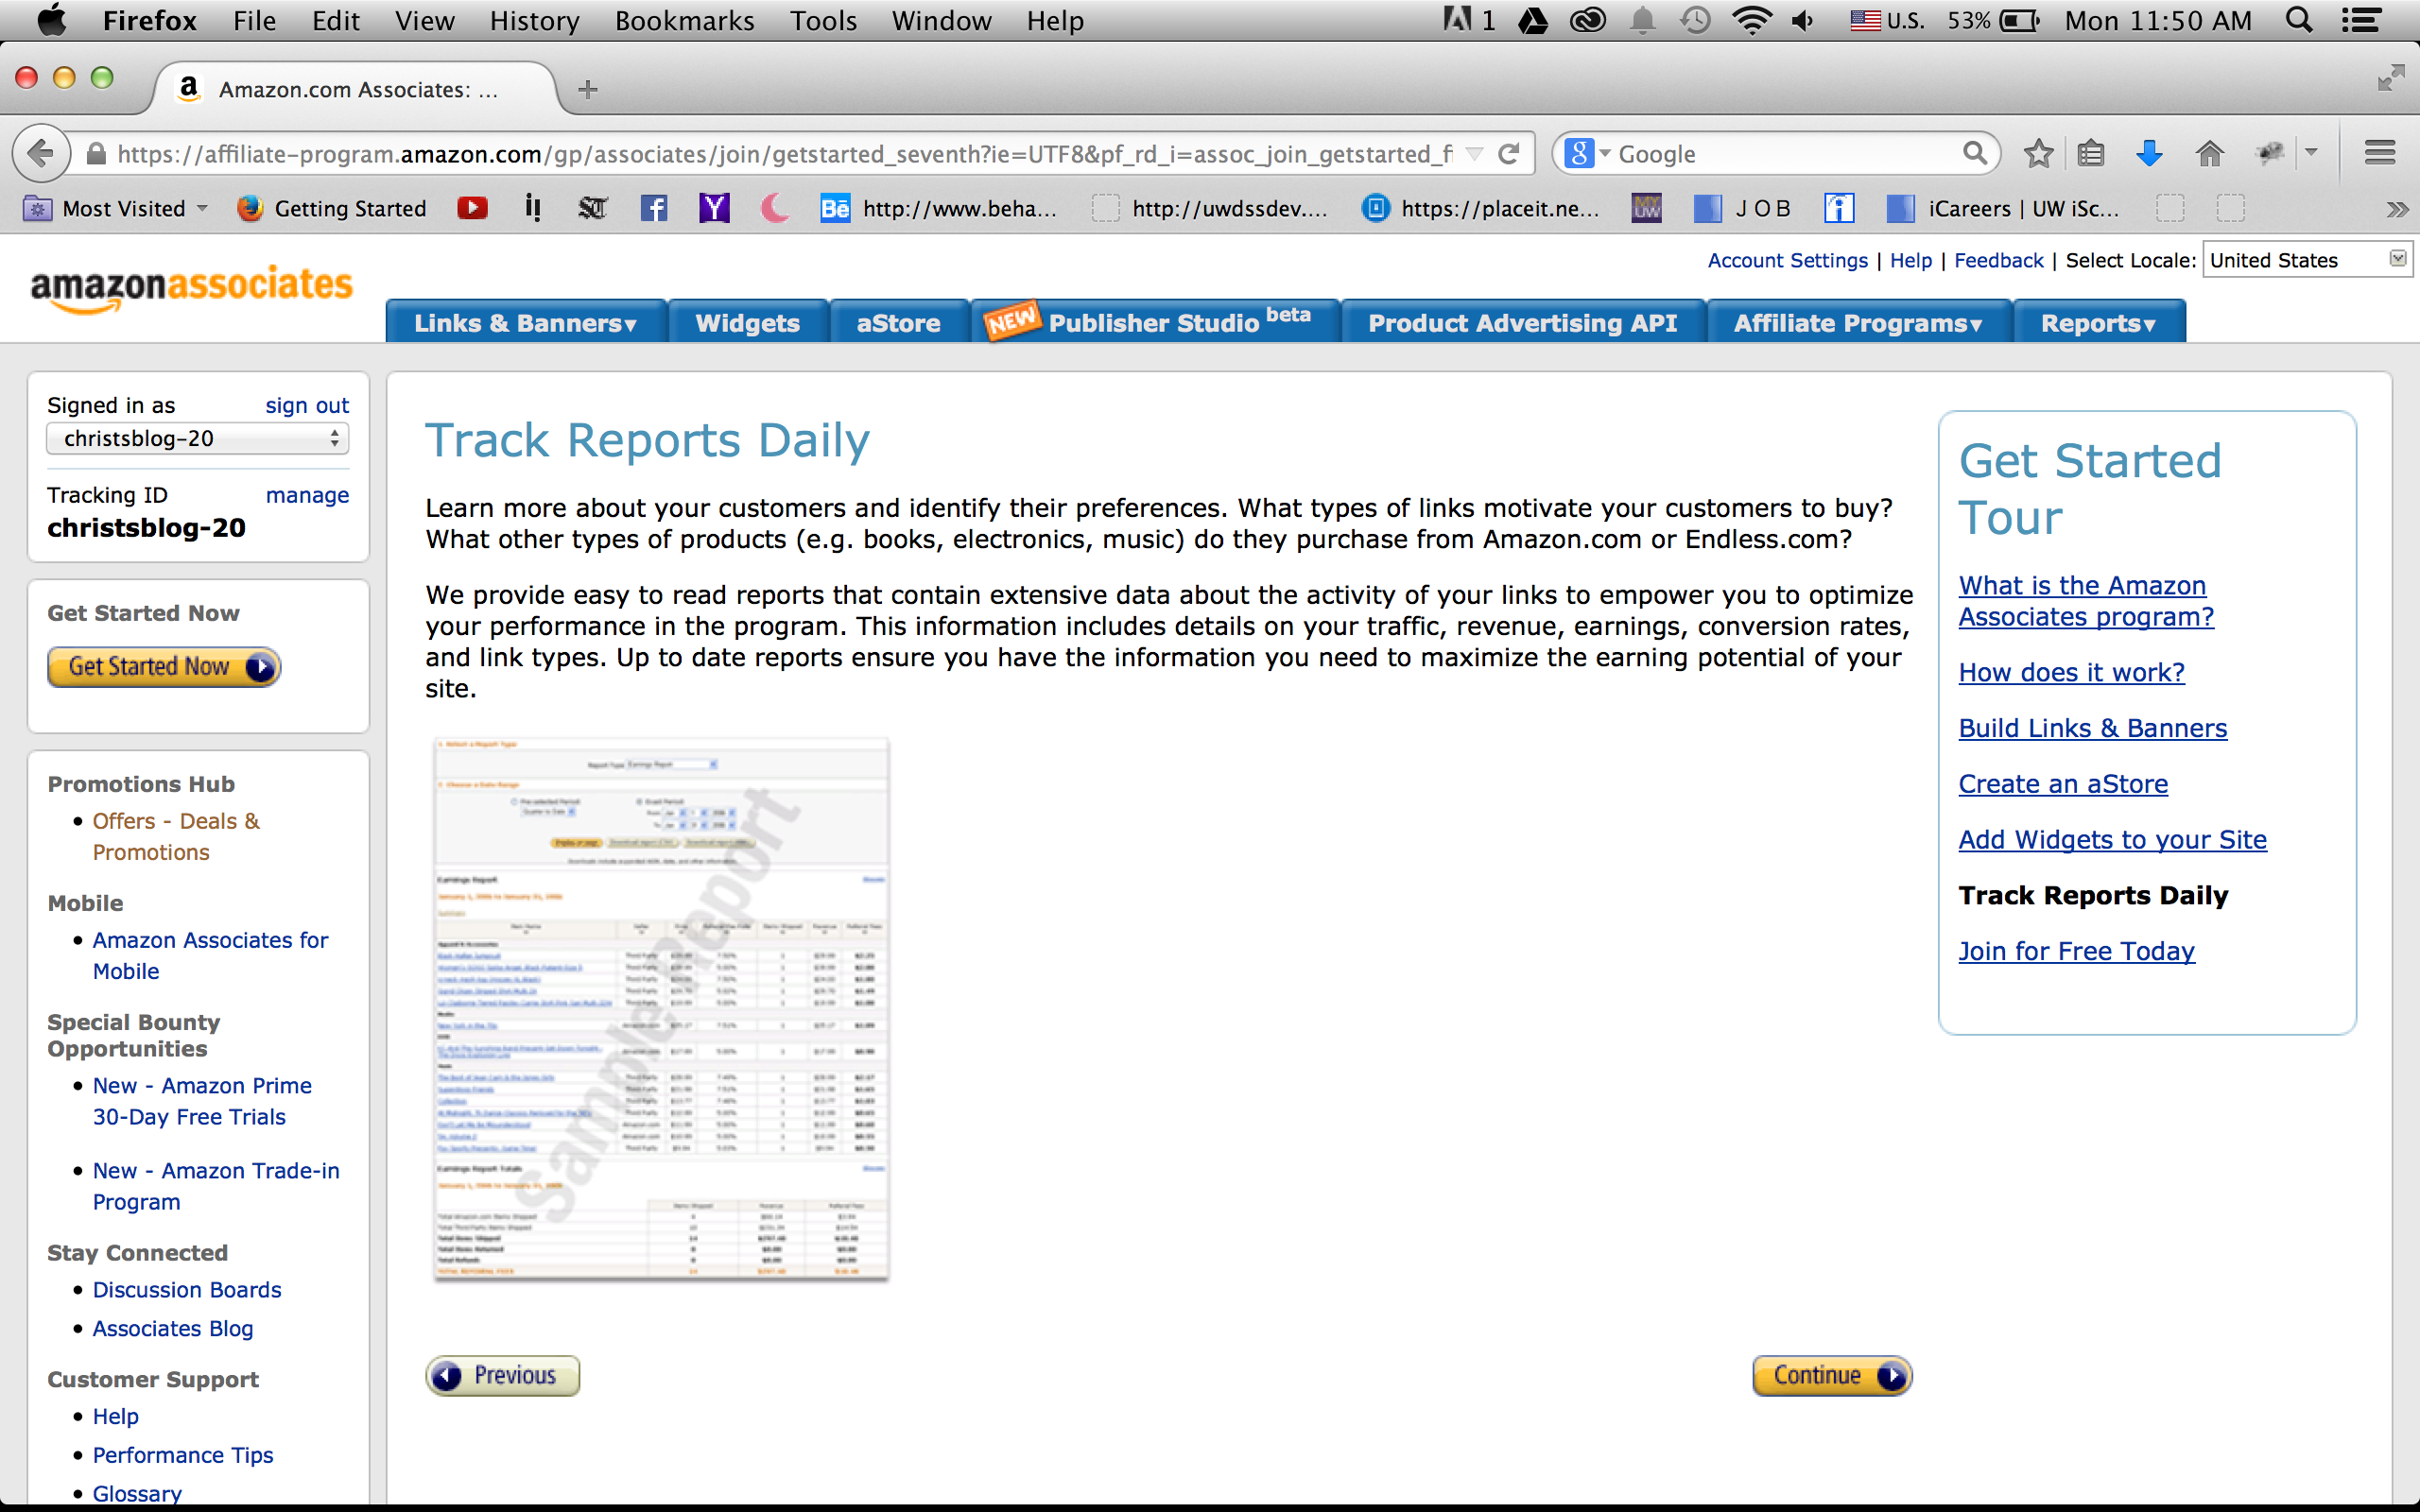 Firefox File Edit View History Bookmarks Tools Window Help 1 U.S. 53% Mon 11:50 AM
Amazon.com Associates: ...
https://affiliate-program.amazon.com/gp/associates/join/getstarted_seventh?ie=UTF8&pf_rd_i=assoc_join_getstarted_f
Google
Most Visited Getting Started http://www.beha... http://uwdssdev.... https://placeit.ne... MY UW J O B iCareers | UW iSc...
Account Settings | Help | Feedback | Select Locale: United States
amazonassociates
Links & Banners Widgets aStore NEW Publisher Studio beta Product Advertising API Affiliate Programs Reports
Signed in as sign out
christsblog-20
Tracking ID manage
christsblog-20
Get Started Now
Get Started Now
Promotions Hub
Offers - Deals &
Promotions
Mobile
Amazon Associates for
Mobile
Special Bounty
Opportunities
New - Amazon Prime
30-Day Free Trials
New - Amazon Trade-in
Program
Stay Connected
Discussion Boards
Associates Blog
Customer Support
Help
Performance Tips
Glossary
Track Reports Daily
Learn more about your customers and identify their preferences. What types of links motivate your customers to buy?
What other types of products (e.g. books, electronics, music) do they purchase from Amazon.com or Endless.com?
We provide easy to read reports that contain extensive data about the activity of your links to empower you to optimize
your performance in the program. This information includes details on your traffic, revenue, earnings, conversion rates,
and link types. Up to date reports ensure you have the information you need to maximize the earning potential of your
site.
Sample Report
Earnings Report
Earnings Report Totals
Previous
Continue
Get Started
Tour
What is the Amazon
Associates program?
How does it work?
Build Links & Banners
Create an aStore
Add Widgets to your Site
Track Reports Daily
Join for Free Today